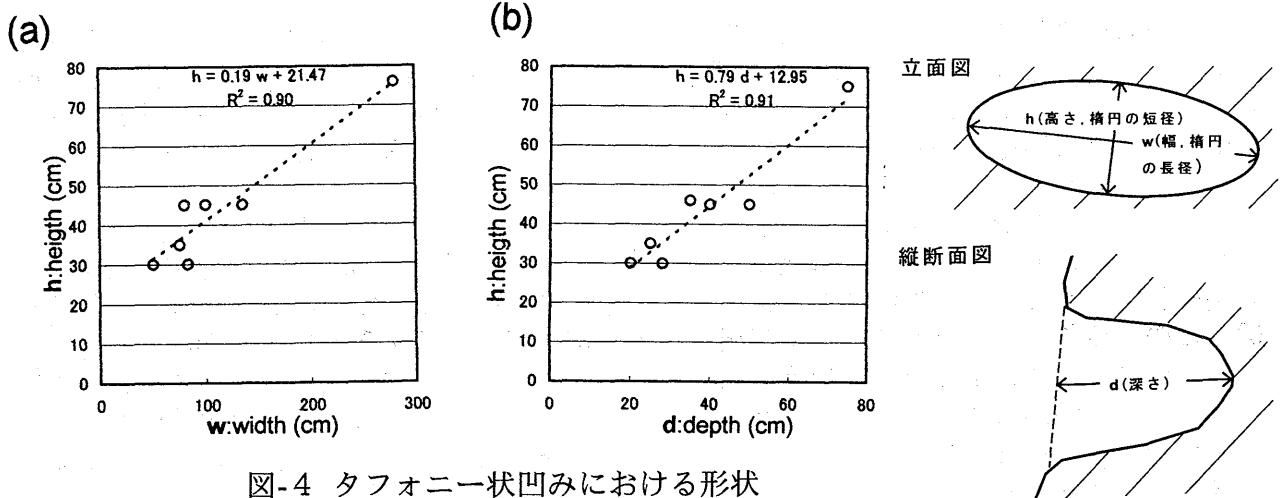 (a)
h = 0.19 w + 21.47
R² = 0.90
80
70
60
50
40
30
20
10
0
h:heigth (cm)
0
100
200
300
w:width (cm)
(b)
h = 0.79 d + 12.95
R² = 0.91
80
70
60
50
40
30
20
10
0
h:heigth (cm)
0
20
40
60
80
d:depth (cm)
立面図
h(高さ,楕円の短径)
w(幅,楕円
の長径)
縦断面図
d(深さ)
図-4 タフォニー状凹みにおける形状